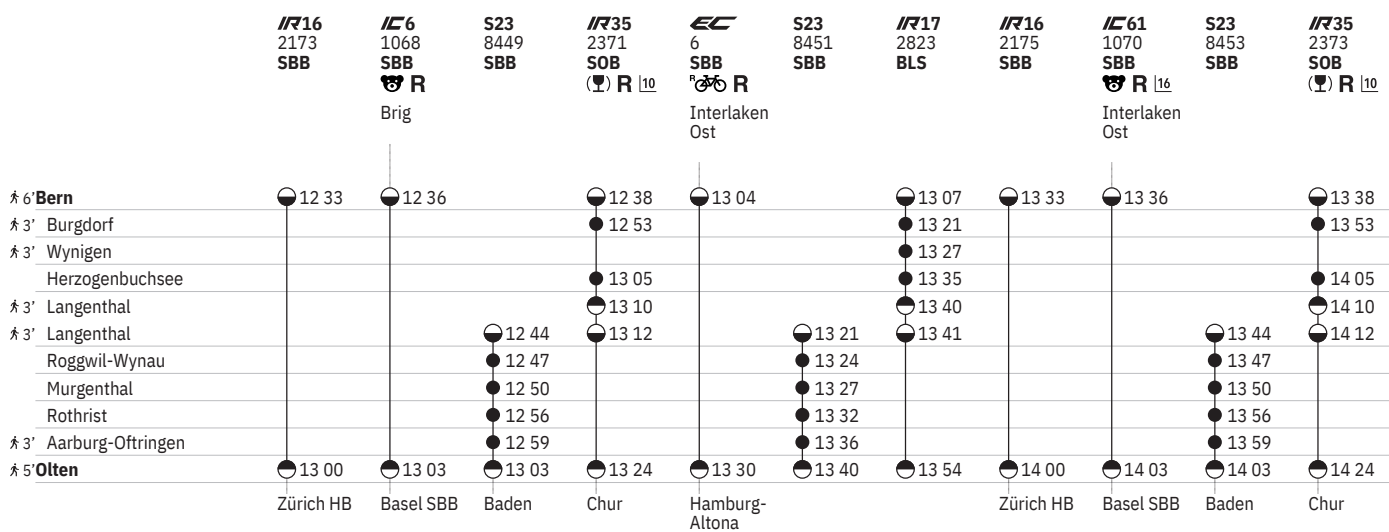 IR16 IC6 S23 IR35 EC S23 IR17 IR16 IC61 S23 IR35
2173 1068 8449 2371 6 8451 2823 2175 1070 8453 2373
SBB SBB SBB SOB SBB SBB BLS SBB SBB SBB SOB
R R 10 R R R 16 R 10
Brig Interlaken Ost Interlaken Ost
6' Bern 12 33 12 36 12 38 13 04 13 07 13 33 13 36 13 38
3' Burgdorf 12 53 13 21 13 53
3' Wynigen 13 27
Herzogenbuchsee 13 05 13 35 14 05
3' Langenthal 13 10 13 40 14 10
3' Langenthal 12 44 13 12 13 21 13 41 13 44 14 12
Roggwil-Wynau 12 47 13 24 13 47
Murgenthal 12 50 13 27 13 50
Rothrist 12 56 13 32 13 56
3' Aarburg-Oftringen 12 59 13 36 13 59
5' Olten 13 00 13 03 13 03 13 24 13 30 13 40 13 54 14 00 14 03 14 03 14 24
Zürich HB Basel SBB Baden Chur Hamburg-Altona Zürich HB Basel SBB Baden Chur